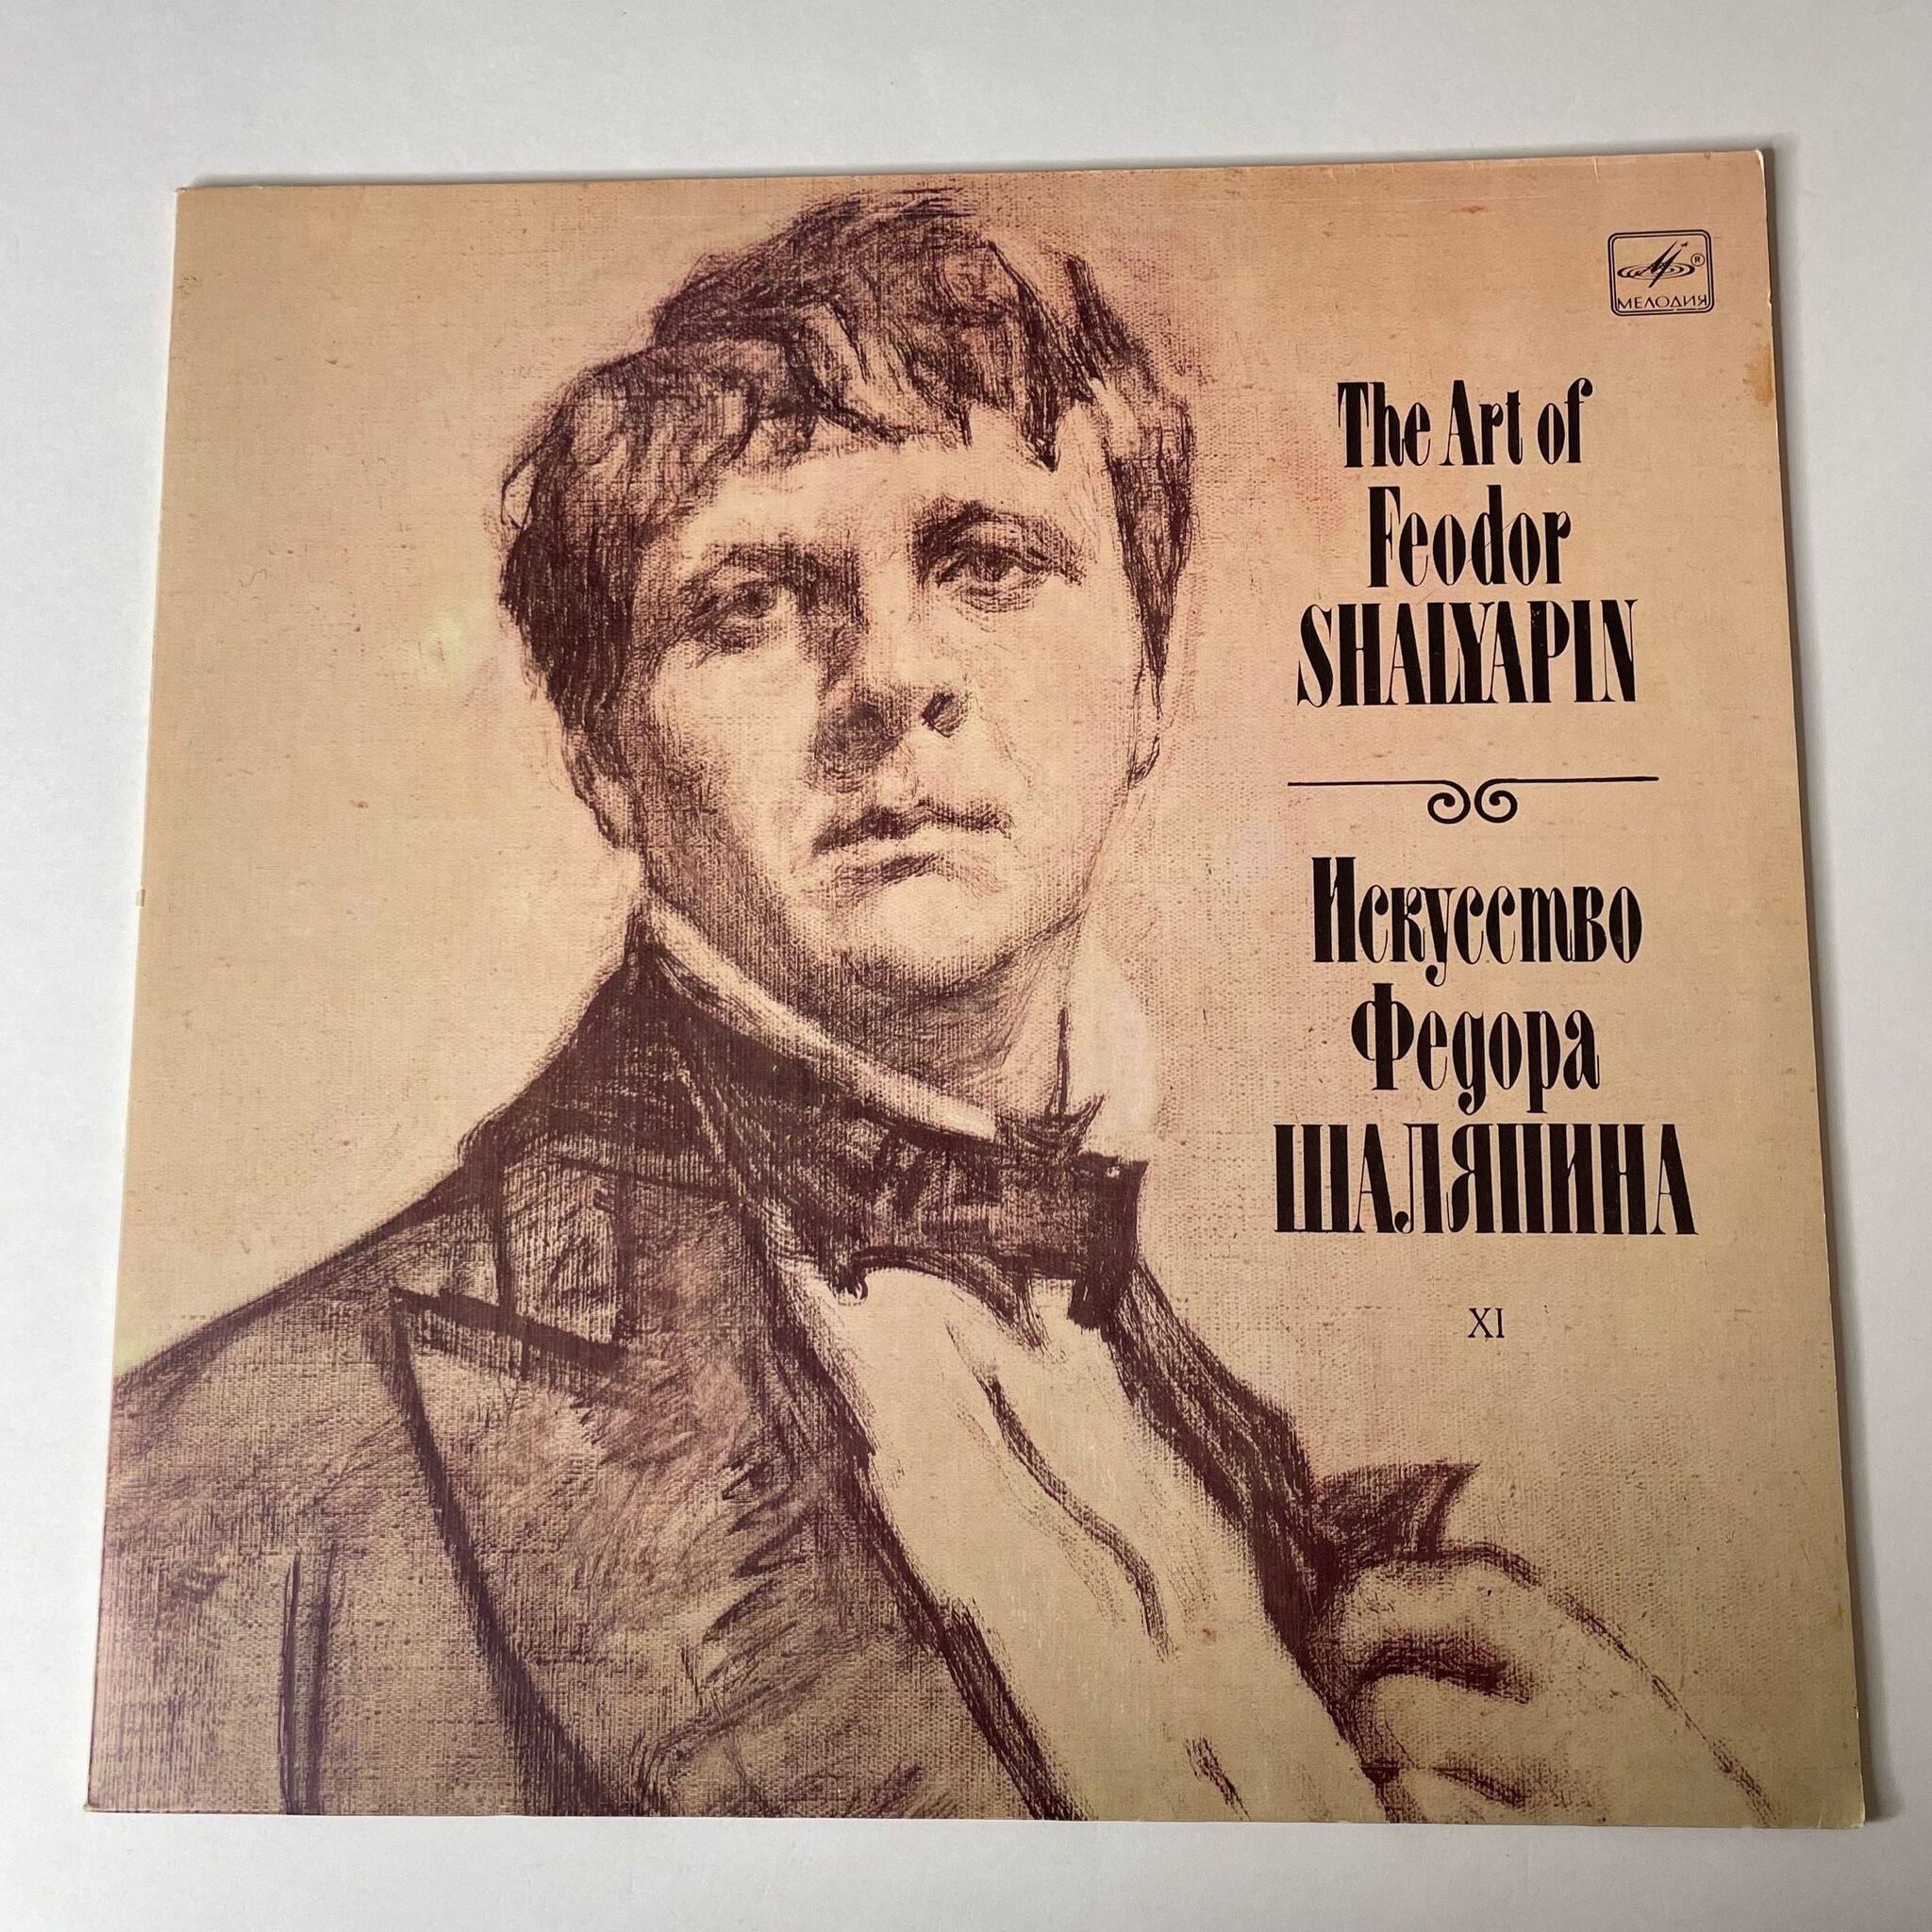 МЕЛОДИЯ ®
The Art of
Feodor
SHALYAPIN
Искусство
Федора
ШАЛЯПИНА
XI